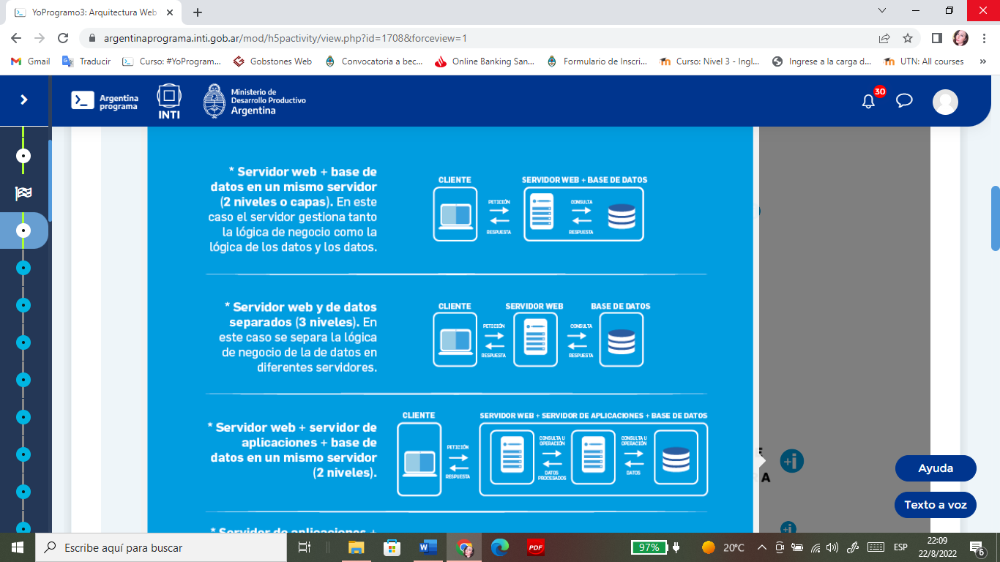 YoProgramo3: Arquitectura Web
argentinaprograma.inti.gob.ar/mod/h5pactivity/view.php?id=1708&forceview=1
Gmail
Traducir
Curso: #YoProgram...
Gobstones Web
Convocatoria a bec...
Online Banking San...
Formulario de Inscri...
Curso: Nivel 3 - Ingl...
Ingrese a la carga d...
UTN: All courses
»
Argentina
programa
INTI
Ministerio de
Desarrollo Productivo
Argentina
30
* Servidor web + base de
datos en un mismo servidor
(2 niveles o capas). En este
caso el servidor gestiona tanto
la lógica de negocio como la
lógica de los datos y los datos.
CLIENTE
PETICIÓN
RESPUESTA
SERVIDOR WEB + BASE DE DATOS
CONSULTA
RESPUESTA
* Servidor web y de datos
separados (3 niveles). En
este caso se separa la lógica
de negocio de la de datos en
diferentes servidores.
CLIENTE
PETICIÓN
RESPUESTA
SERVIDOR WEB
CONSULTA
RESPUESTA
BASE DE DATOS
* Servidor web + servidor de
aplicaciones + base de
datos en un mismo servidor
(2 niveles).
CLIENTE
PETICIÓN
RESPUESTA
SERVIDOR WEB + SERVIDOR DE APLICACIONES + BASE DE DATOS
CONSULTA U
OPERACIÓN
DATOS
PROCESADOS
CONSULTA U
OPERACIÓN
DATOS
* Servidor de aplicaciones +
E
RA
+i
+i
Ayuda
Texto a voz
Escribe aquí para buscar
PDF
97%
20°C
ESP
22:09
22/8/2022
6